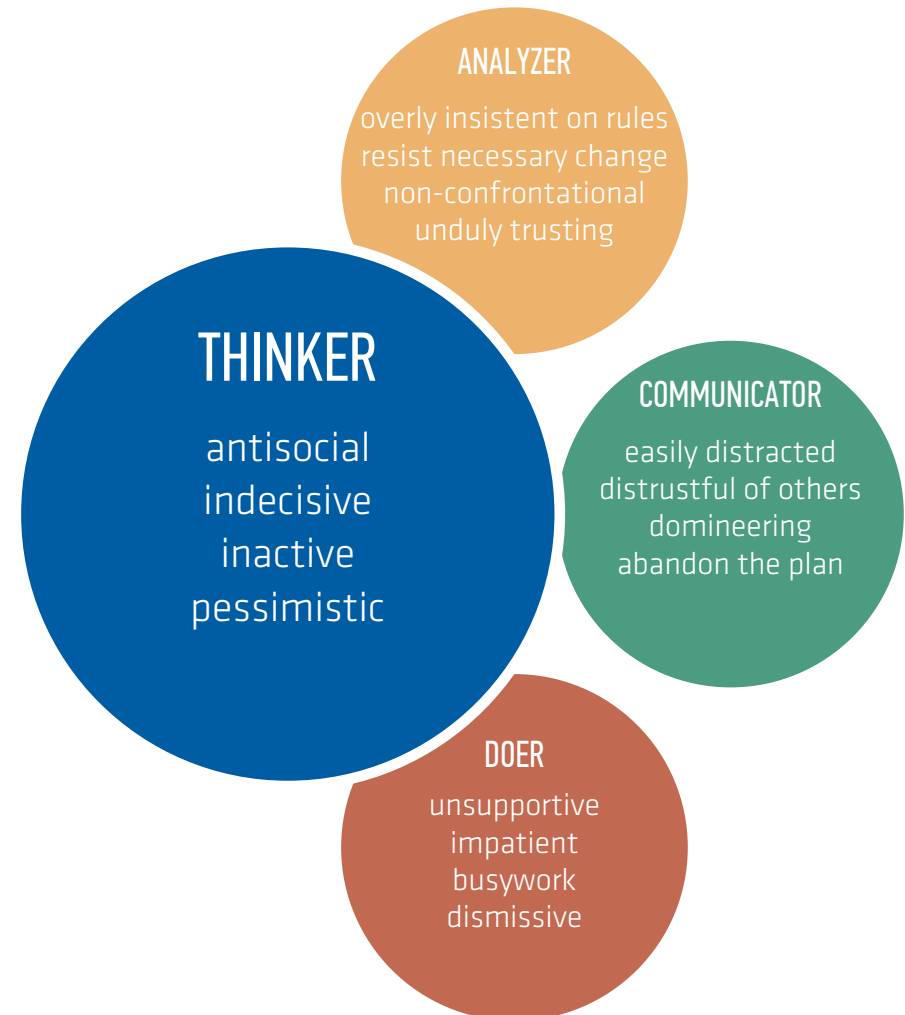 ANALYZER
overly insistent on rules
resist necessary change
non-confrontational
unduly trusting
THINKER
antisocial
indecisive
inactive
pessimistic
COMMUNICATOR
easily distracted
distrustful of others
domineering
abandon the plan
DOER
unsupportive
impatient
busywork
dismissive